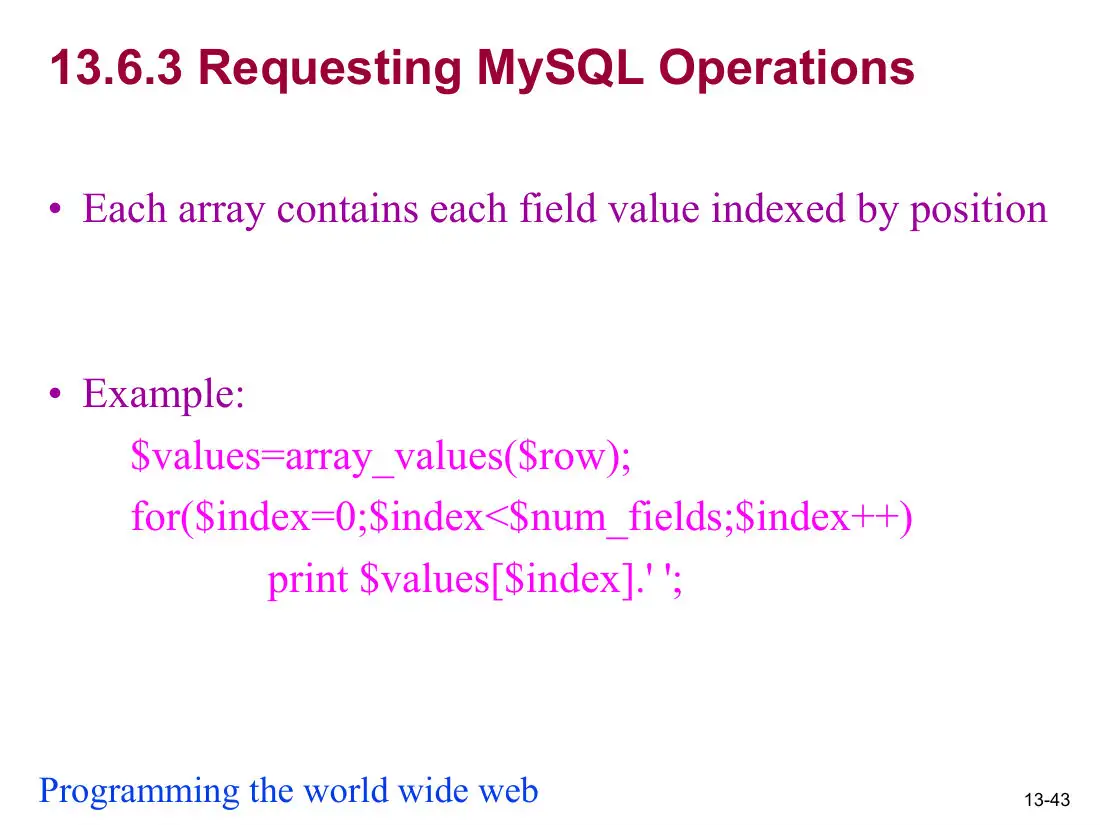 13.6.3 Requesting MySQL Operations
• Each array contains each field value indexed by position
• Example:
$values=array_values($row);
for($index=0;$index<$num_fields;$index++)
print $values[$index].' ';
Programming the world wide web
13-43